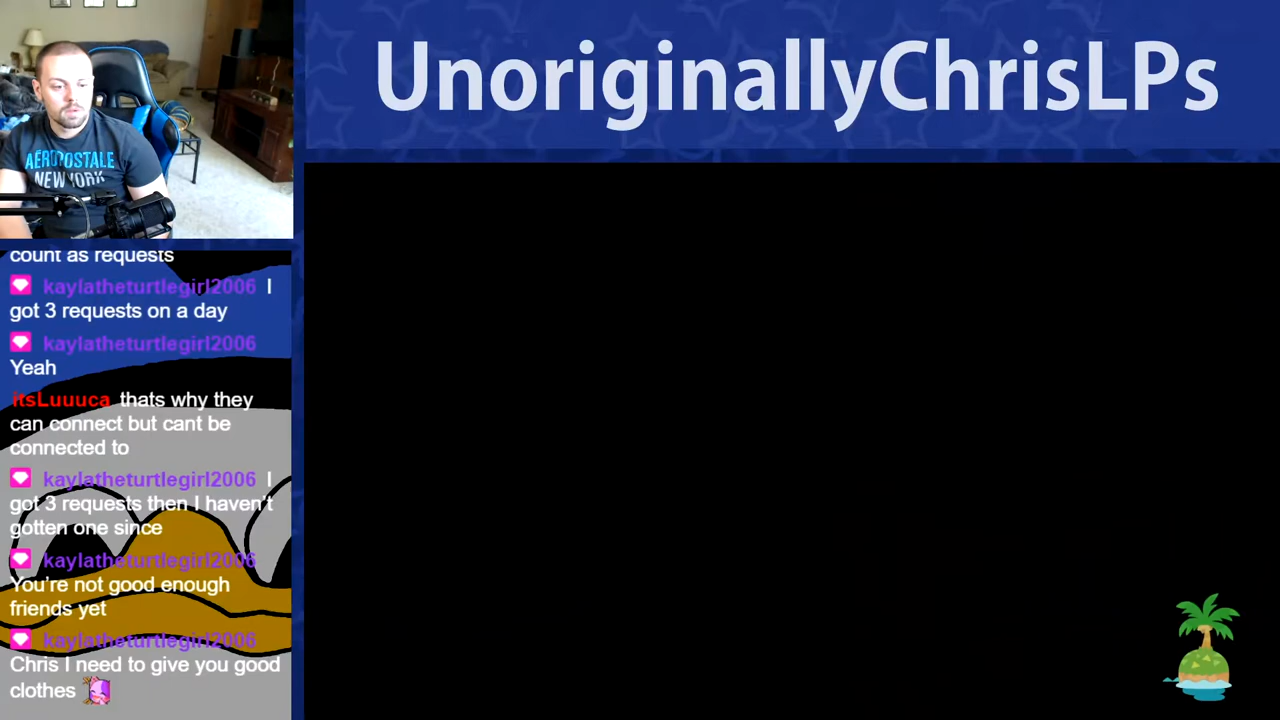 UnoriginallyChrisLPs
AÉROPOSTALE
NEW YORK
count as requests
kaylatheturtlegirl2006 I
got 3 requests on a day
kaylatheturtlegirl2006
Yeah
itsLuuuca thats why they
can connect but cant be
connected to
kaylatheturtlegirl2006 I
got 3 requests then I haven't
gotten one since
kaylatheturtlegirl2006
You're not good enough
friends yet
kaylatheturtlegirl2006
Chris I need to give you good
clothes